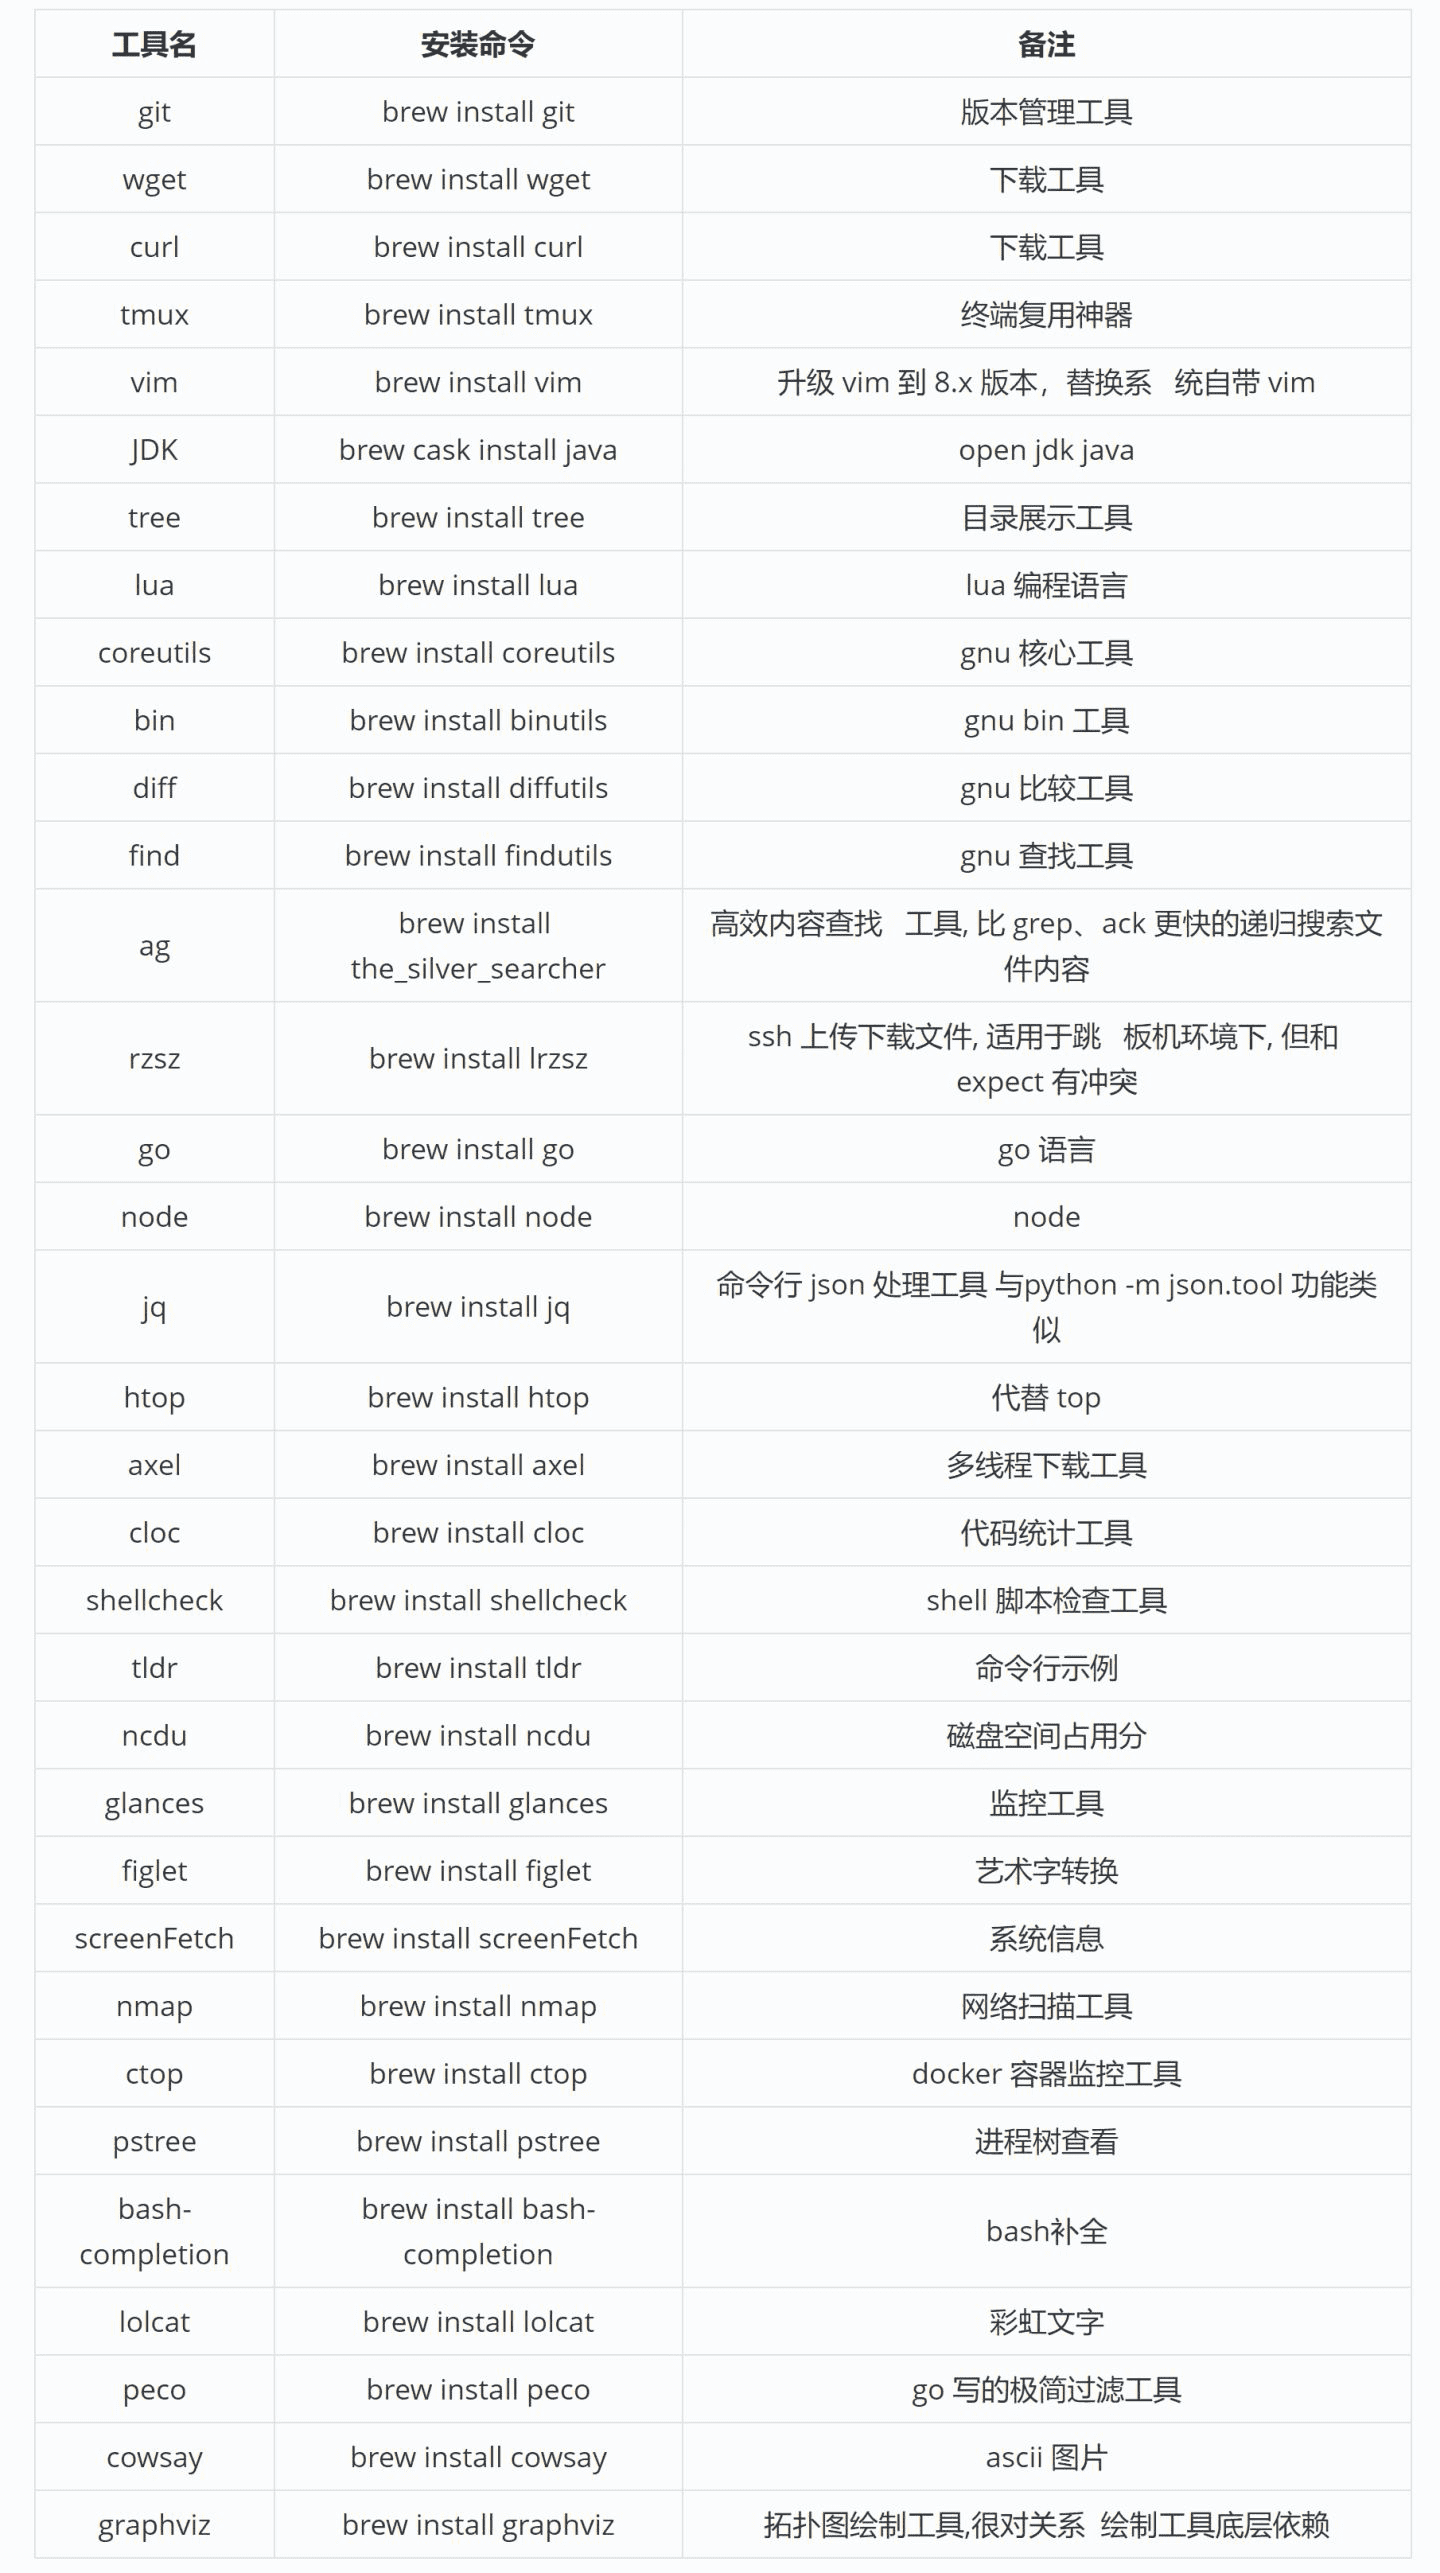 工具名 安装命令 备注
git brew install git 版本管理工具
wget brew install wget 下载工具
curl brew install curl 下载工具
tmux brew install tmux 终端复用神器
vim brew install vim 升级 vim 到 8.x 版本，替换系 统自带 vim
JDK brew cask install java open jdk java
tree brew install tree 目录展示工具
lua brew install lua lua 编程语言
coreutils brew install coreutils gnu 核心工具
bin brew install binutils gnu bin 工具
diff brew install diffutils gnu 比较工具
find brew install findutils gnu 查找工具
ag
brew install
the_silver_searcher
高效内容查找 工具, 比 grep、ack 更快的递归搜索文
件内容
rzsz brew install lrzsz
ssh 上传下载文件, 适用于跳 板机环境下, 但和
expect 有冲突
go brew install go go 语言
node brew install node node
jq brew install jq
命令行 json 处理工具 与python -m json.tool 功能类
似
htop brew install htop 代替 top
axel brew install axel 多线程下载工具
cloc brew install cloc 代码统计工具
shellcheck brew install shellcheck shell 脚本检查工具
tldr brew install tldr 命令行示例
ncdu brew install ncdu 磁盘空间占用分
glances brew install glances 监控工具
figlet brew install figlet 艺术字转换
screenFetch brew install screenFetch 系统信息
nmap brew install nmap 网络扫描工具
ctop brew install ctop docker 容器监控工具
pstree brew install pstree 进程树查看
bash-
completion
brew install bash-
completion
bash补全
lolcat brew install lolcat 彩虹文字
peco brew install peco go 写的极简过滤工具
cowsay brew install cowsay ascii 图片
graphviz brew install graphviz 拓扑图绘制工具,很对关系 绘制工具底层依赖